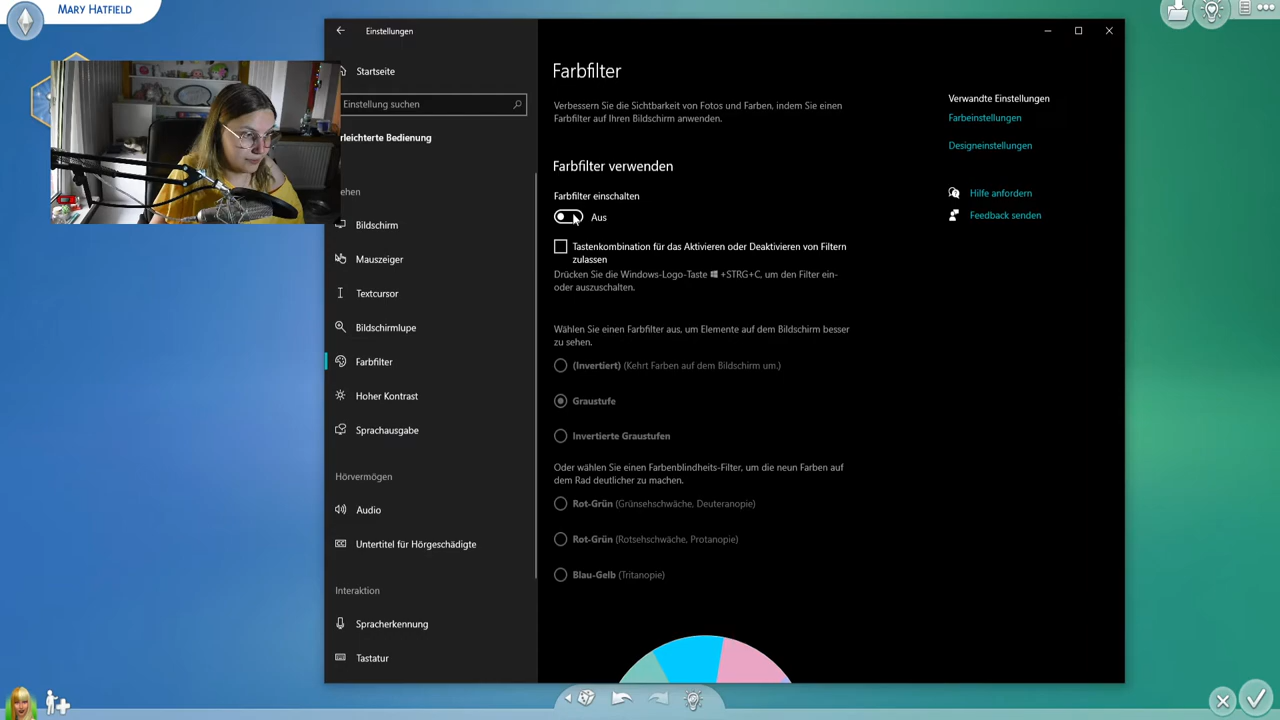 MARY HATFIELD
Einstellungen
Startseite
Einstellung suchen
rleichterte Bedienung
ehen
Bildschirm
Mauszeiger
Textcursor
Bildschirmlupe
Farbfilter
Hoher Kontrast
Sprachausgabe
Hörvermögen
Audio
Untertitel für Hörgeschädigte
Interaktion
Spracherkennung
Tastatur
Farbfilter
Verbessern Sie die Sichtbarkeit von Fotos und Farben, indem Sie einen
Farbfilter auf Ihren Bildschirm anwenden.
Farbfilter verwenden
Farbfilter einschalten
Aus
Tastenkombination für das Aktivieren oder Deaktivieren von Filtern
zulassen
Drücken Sie die Windows-Logo-Taste +STRG+C, um den Filter ein-
oder auszuschalten.
Wählen Sie einen Farbfilter aus, um Elemente auf dem Bildschirm besser
zu sehen.
(Invertiert) (Kehrt Farben auf dem Bildschirm um.)
Graustufe
Invertierte Graustufen
Oder wählen Sie einen Farbenblindheits-Filter, um die neun Farben auf
dem Rad deutlicher zu machen.
Rot-Grün (Grünsehschwäche, Deuteranopie)
Rot-Grün (Rotsehschwäche, Protanopie)
Blau-Gelb (Tritanopie)
Verwandte Einstellungen
Farbeinstellungen
Designeinstellungen
Hilfe anfordern
Feedback senden